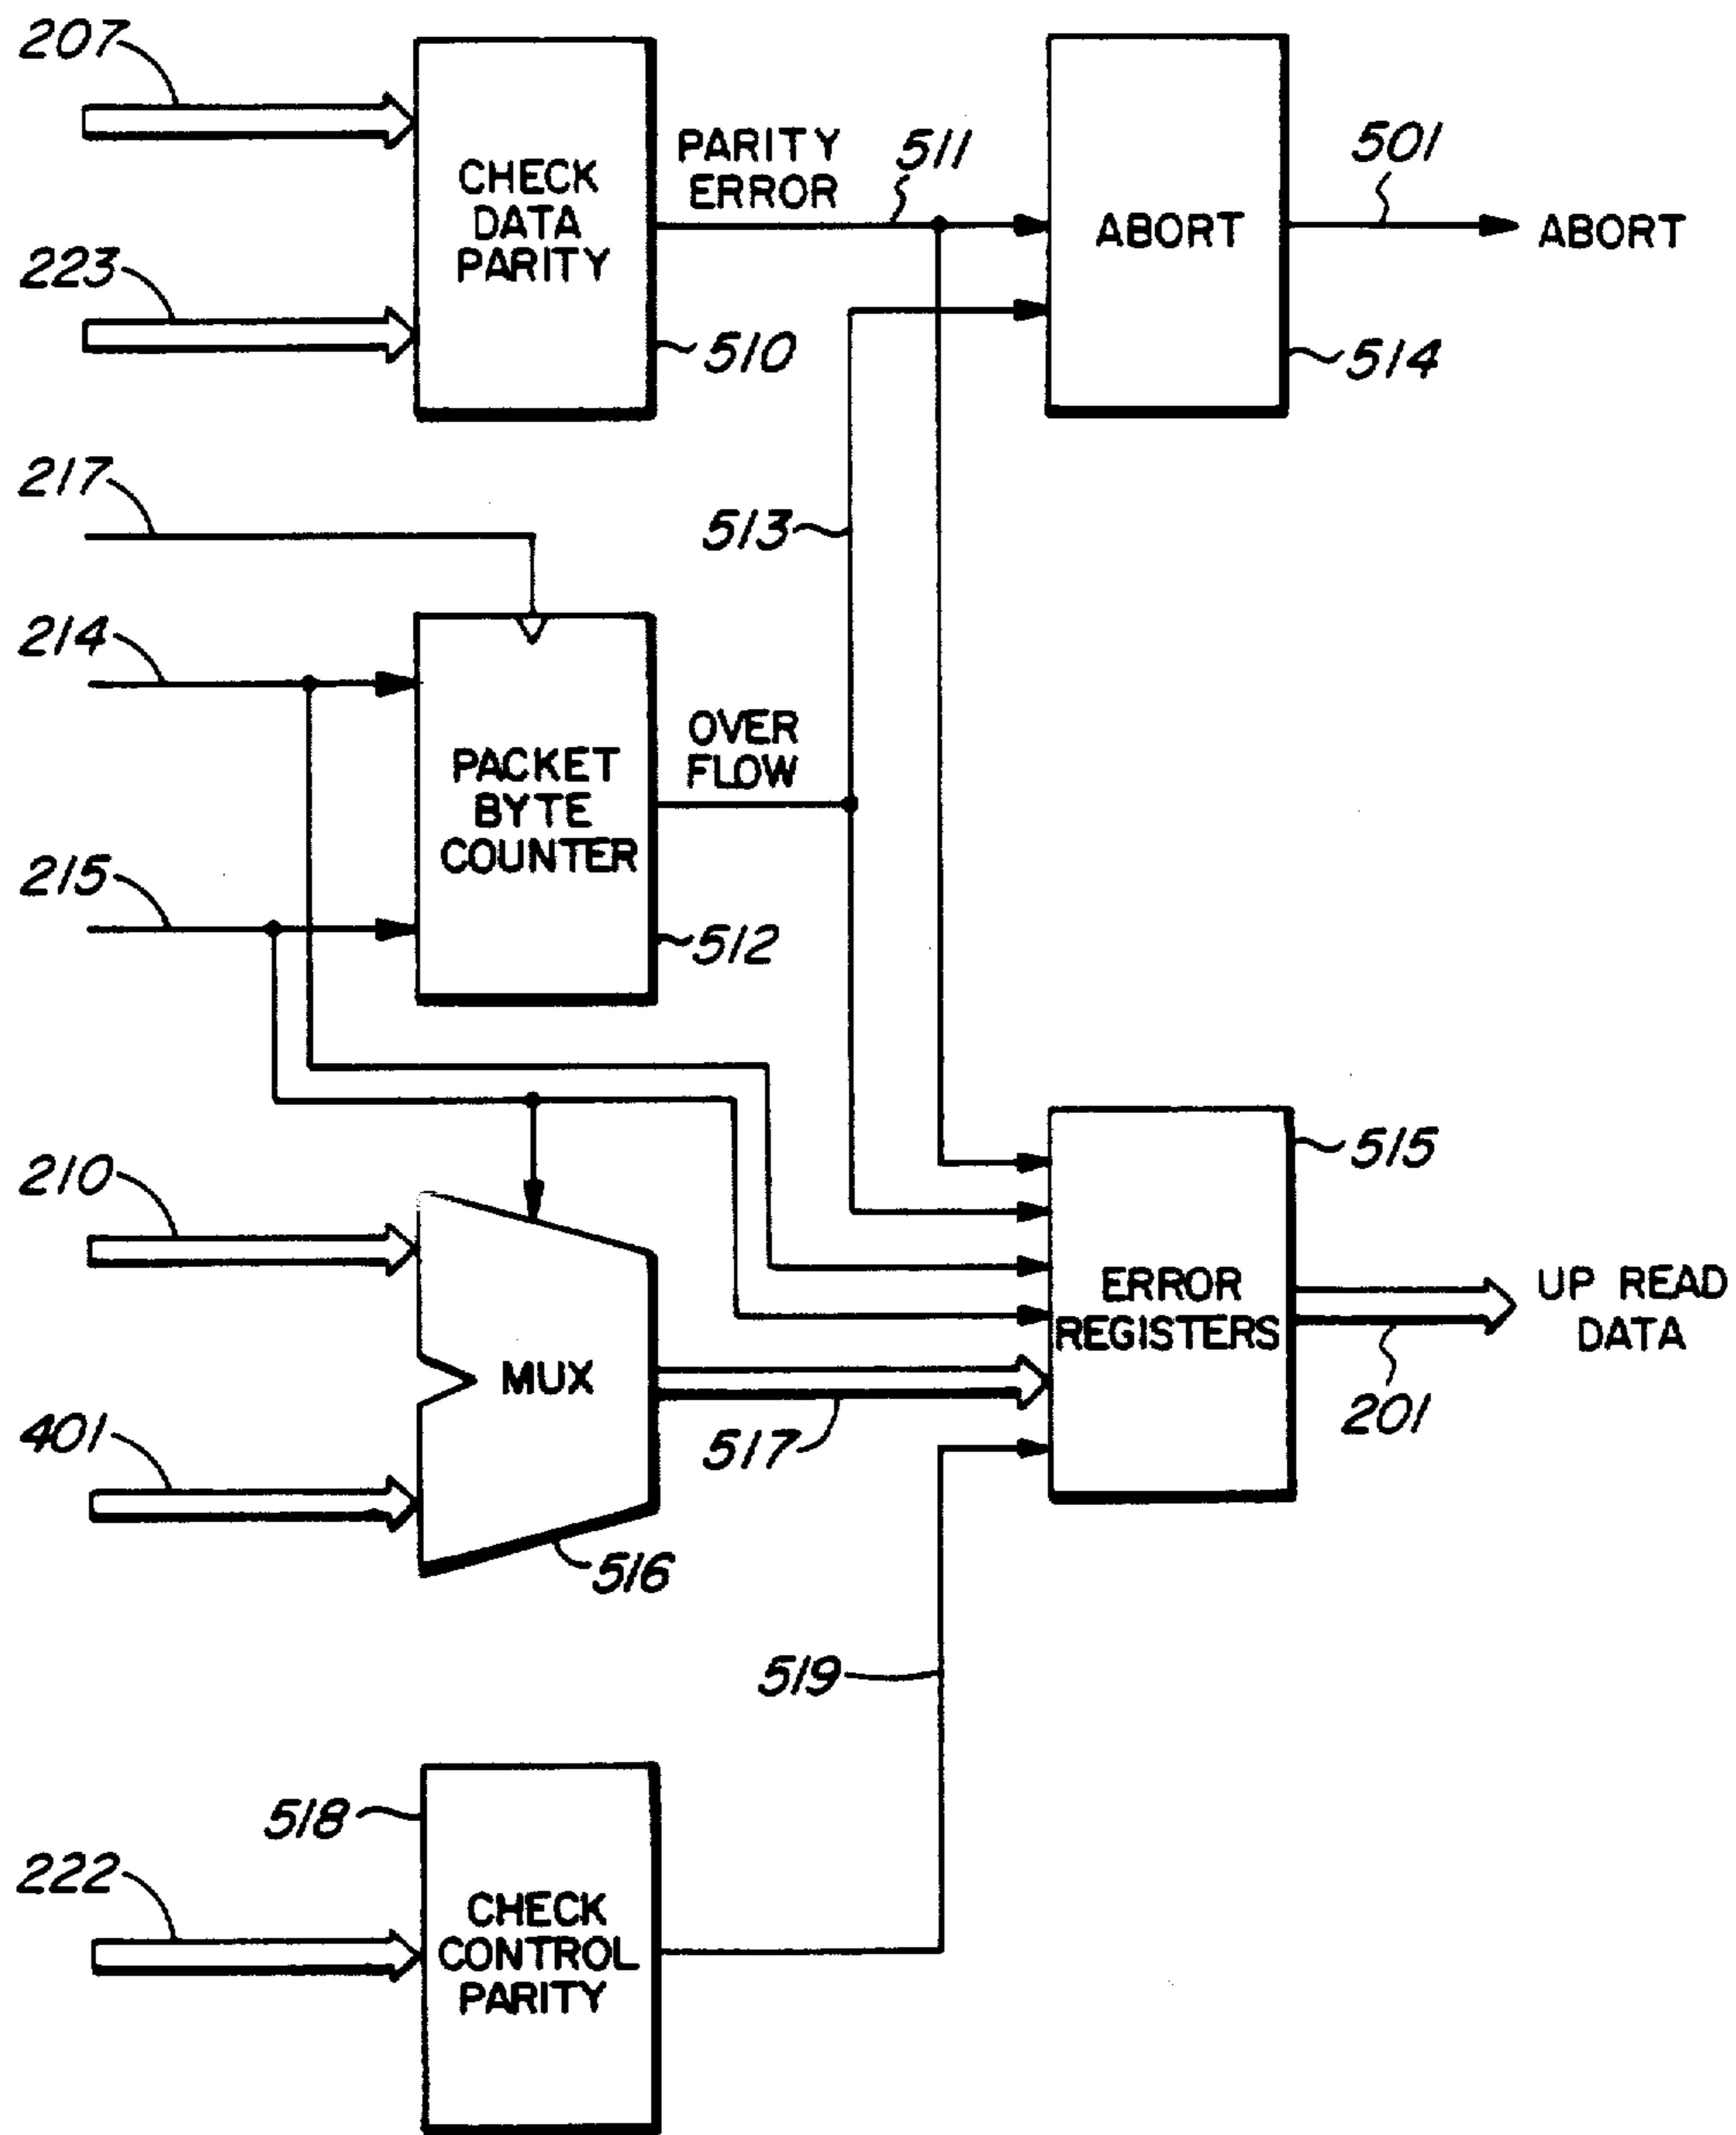 207
CHECK
DATA
PARITY
PARITY
ERROR
511
ABORT
501
ABORT
223
510
514
217
513
214
PACKET
BYTE
COUNTER
OVER
FLOW
215
512
210
515
ERROR
REGISTERS
UP READ
DATA
MUX
401
517
201
516
519
518
222
CHECK
CONTROL
PARITY